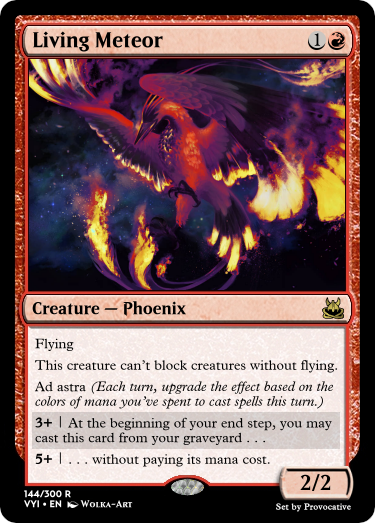 Living Meteor 1
Creature — Phoenix
Flying
This creature can't block creatures without flying.
Ad astra (Each turn, upgrade the effect based on the
colors of mana you've spent to cast spells this turn.)
3+ | At the beginning of your end step, you may
cast this card from your graveyard . . .
5+ | . . . without paying its mana cost.
2/2
144/300 R
VYI • EN Wolka-Art
Set by Provocative